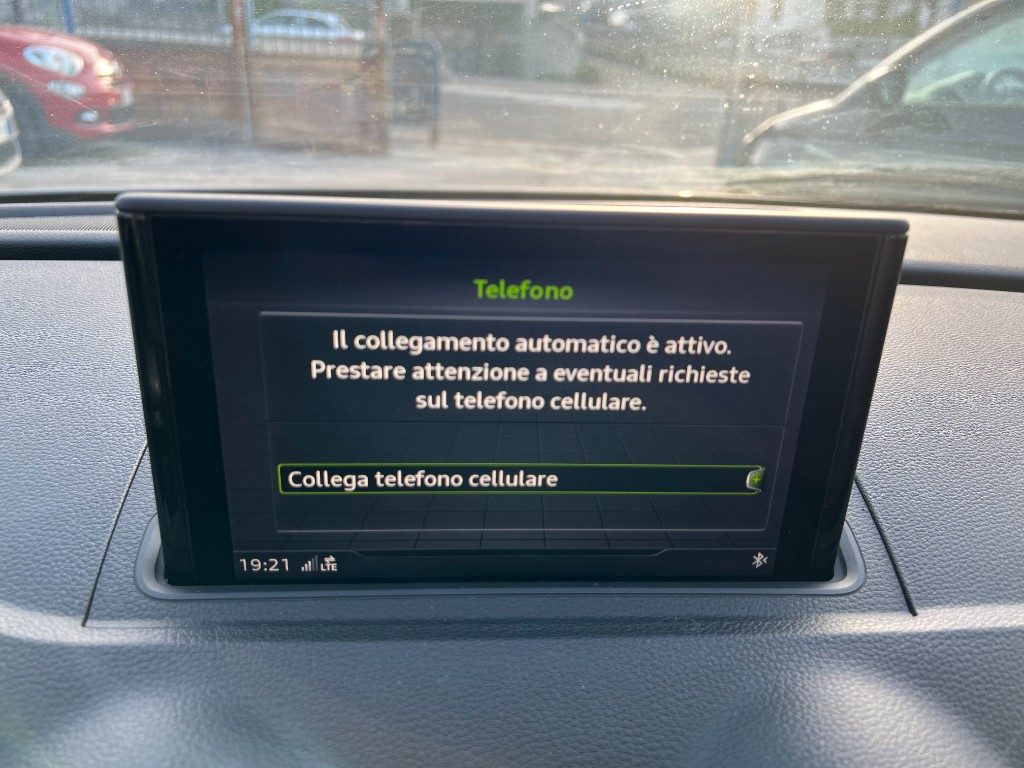 Telefono
Il collegamento automatico è attivo.
Prestare attenzione a eventuali richieste
sul telefono cellulare.
Collega telefono cellulare
19:21 LTE